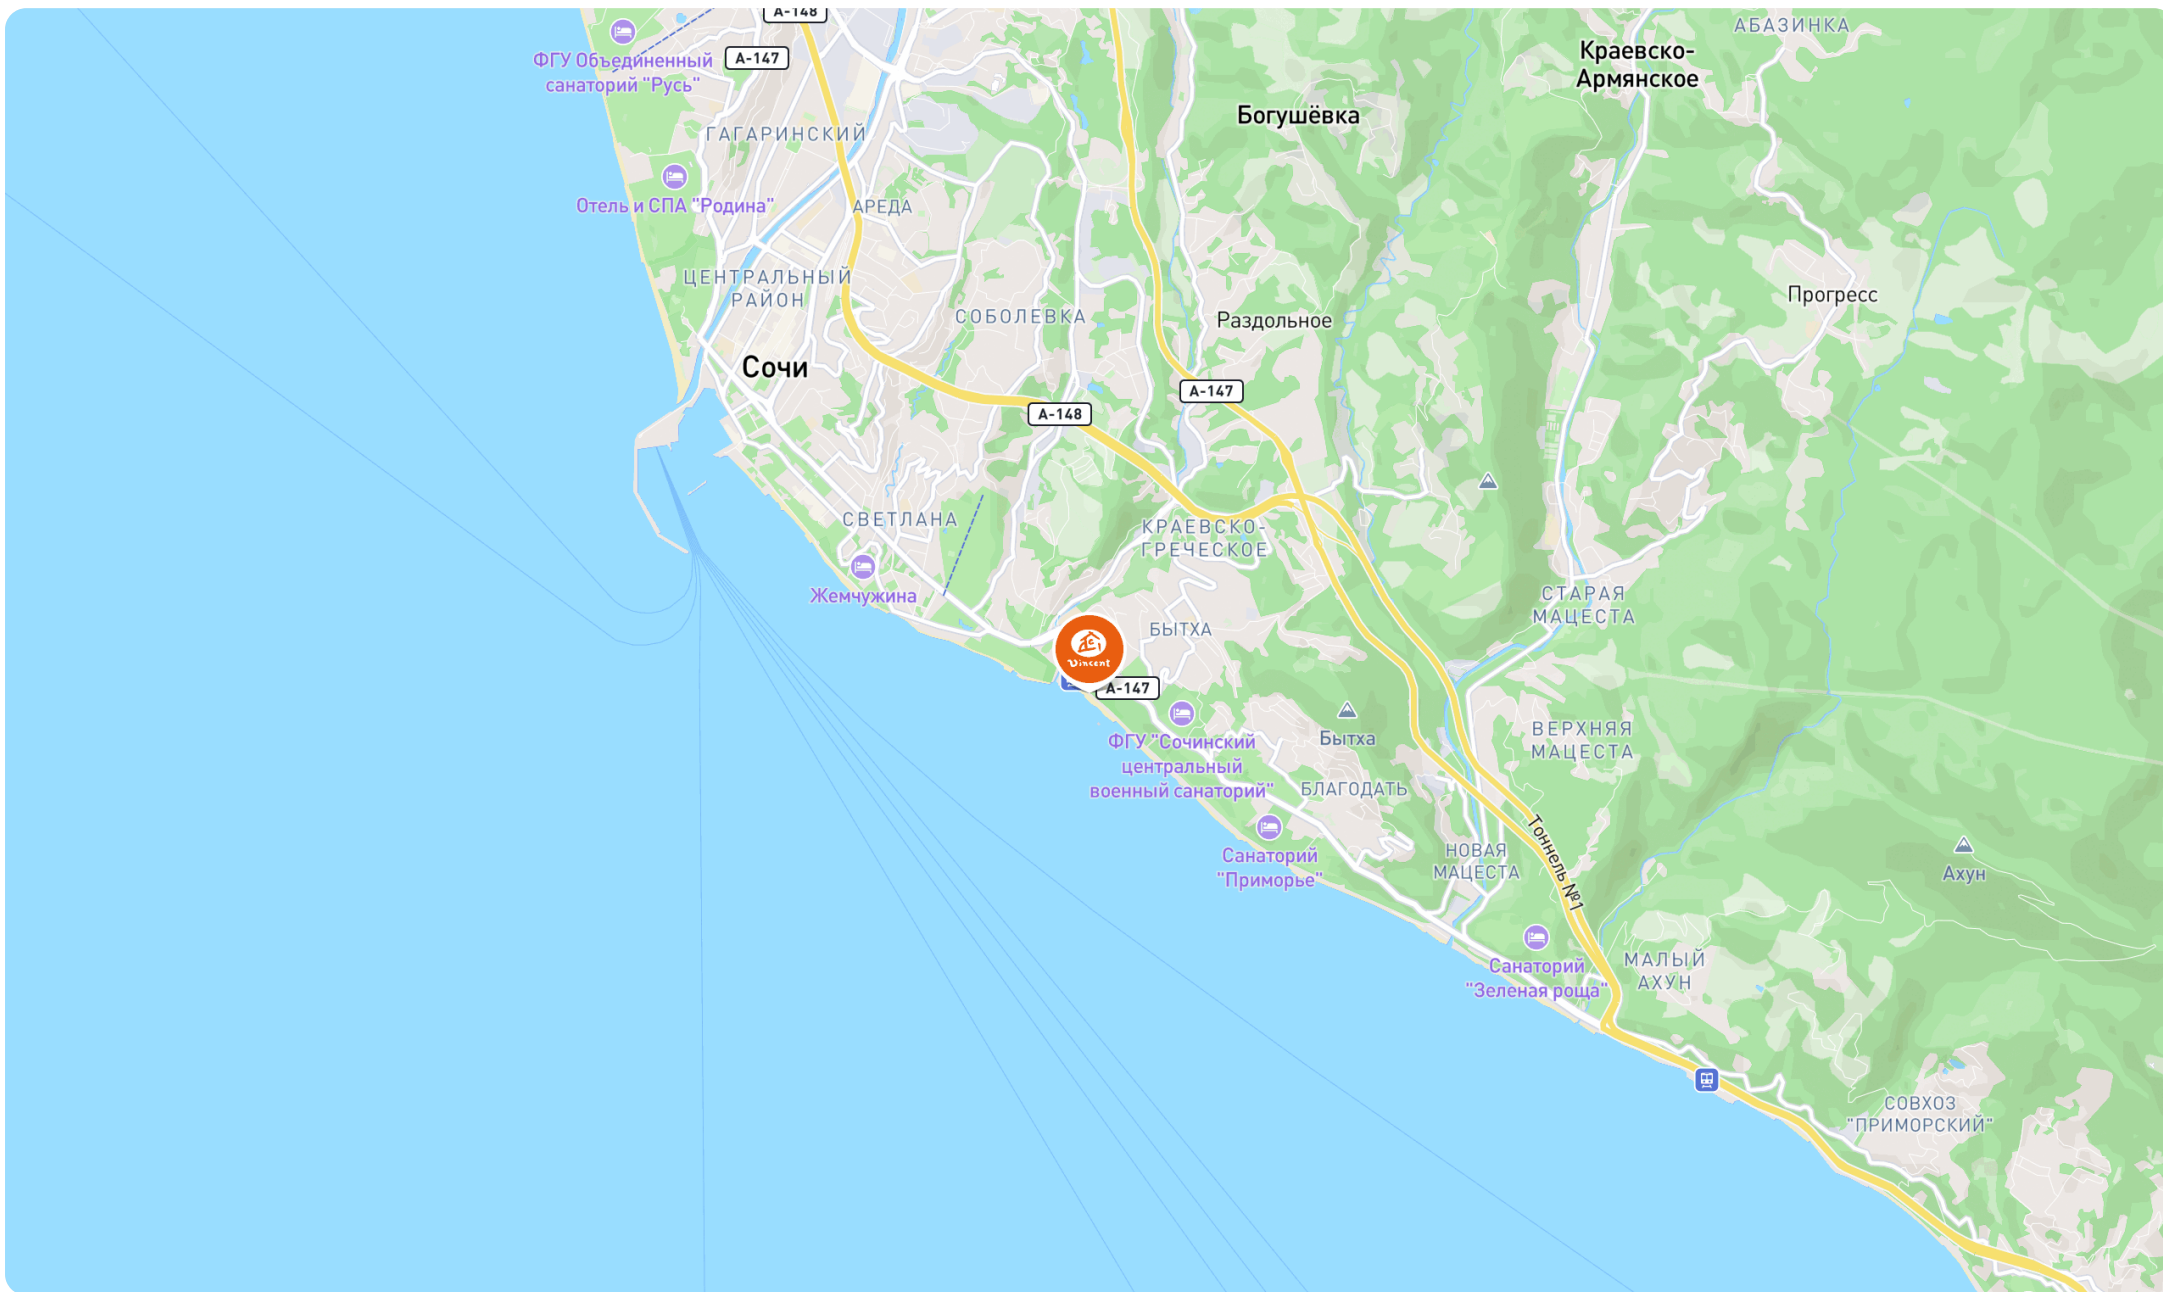 А-148
АБАЗИНКА
Краевско-
Армянское
А-147
ФГУ Объединенный
санаторий "Русь"
Богушёвка
ГАГАРИНСКИЙ
Отель и СПА "Родина"
АРЕДА
ЦЕНТРАЛЬНЫЙ
РАЙОН
Прогресс
СОБОЛЕВКА
Раздольное
Сочи
А-147
А-148
СВЕТЛАНА
КРАЕВСКО-
ГРЕЧЕСКОЕ
Жемчужина
СТАРАЯ
МАЦЕСТА
БЫТХА
Vincent
А-147
ФГУ "Сочинский
центральный
военный санаторий"
Бытха
ВЕРХНЯЯ
МАЦЕСТА
БЛАГОДАТЬ
Тоннель №1
Санаторий
"Приморье"
НОВАЯ
МАЦЕСТА
Ахун
Санаторий
"Зеленая роща"
МАЛЫЙ
АХУН
СОВХОЗ
"ПРИМОРСКИЙ"